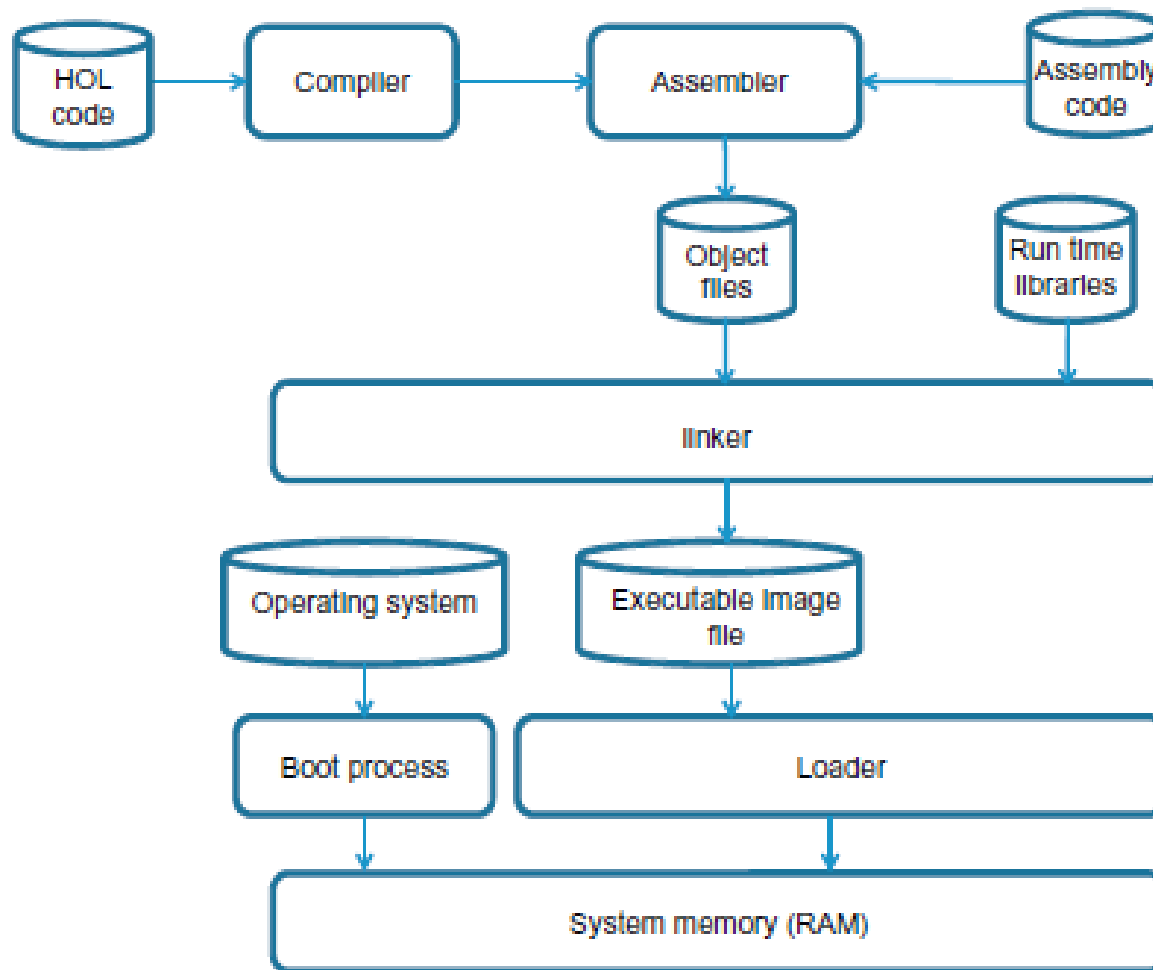 HOL
code
Compiler
Assembler
Assembly
code
Object
files
Run time
libraries
linker
Operating system
Executable image
file
Boot process
Loader
System memory (RAM)